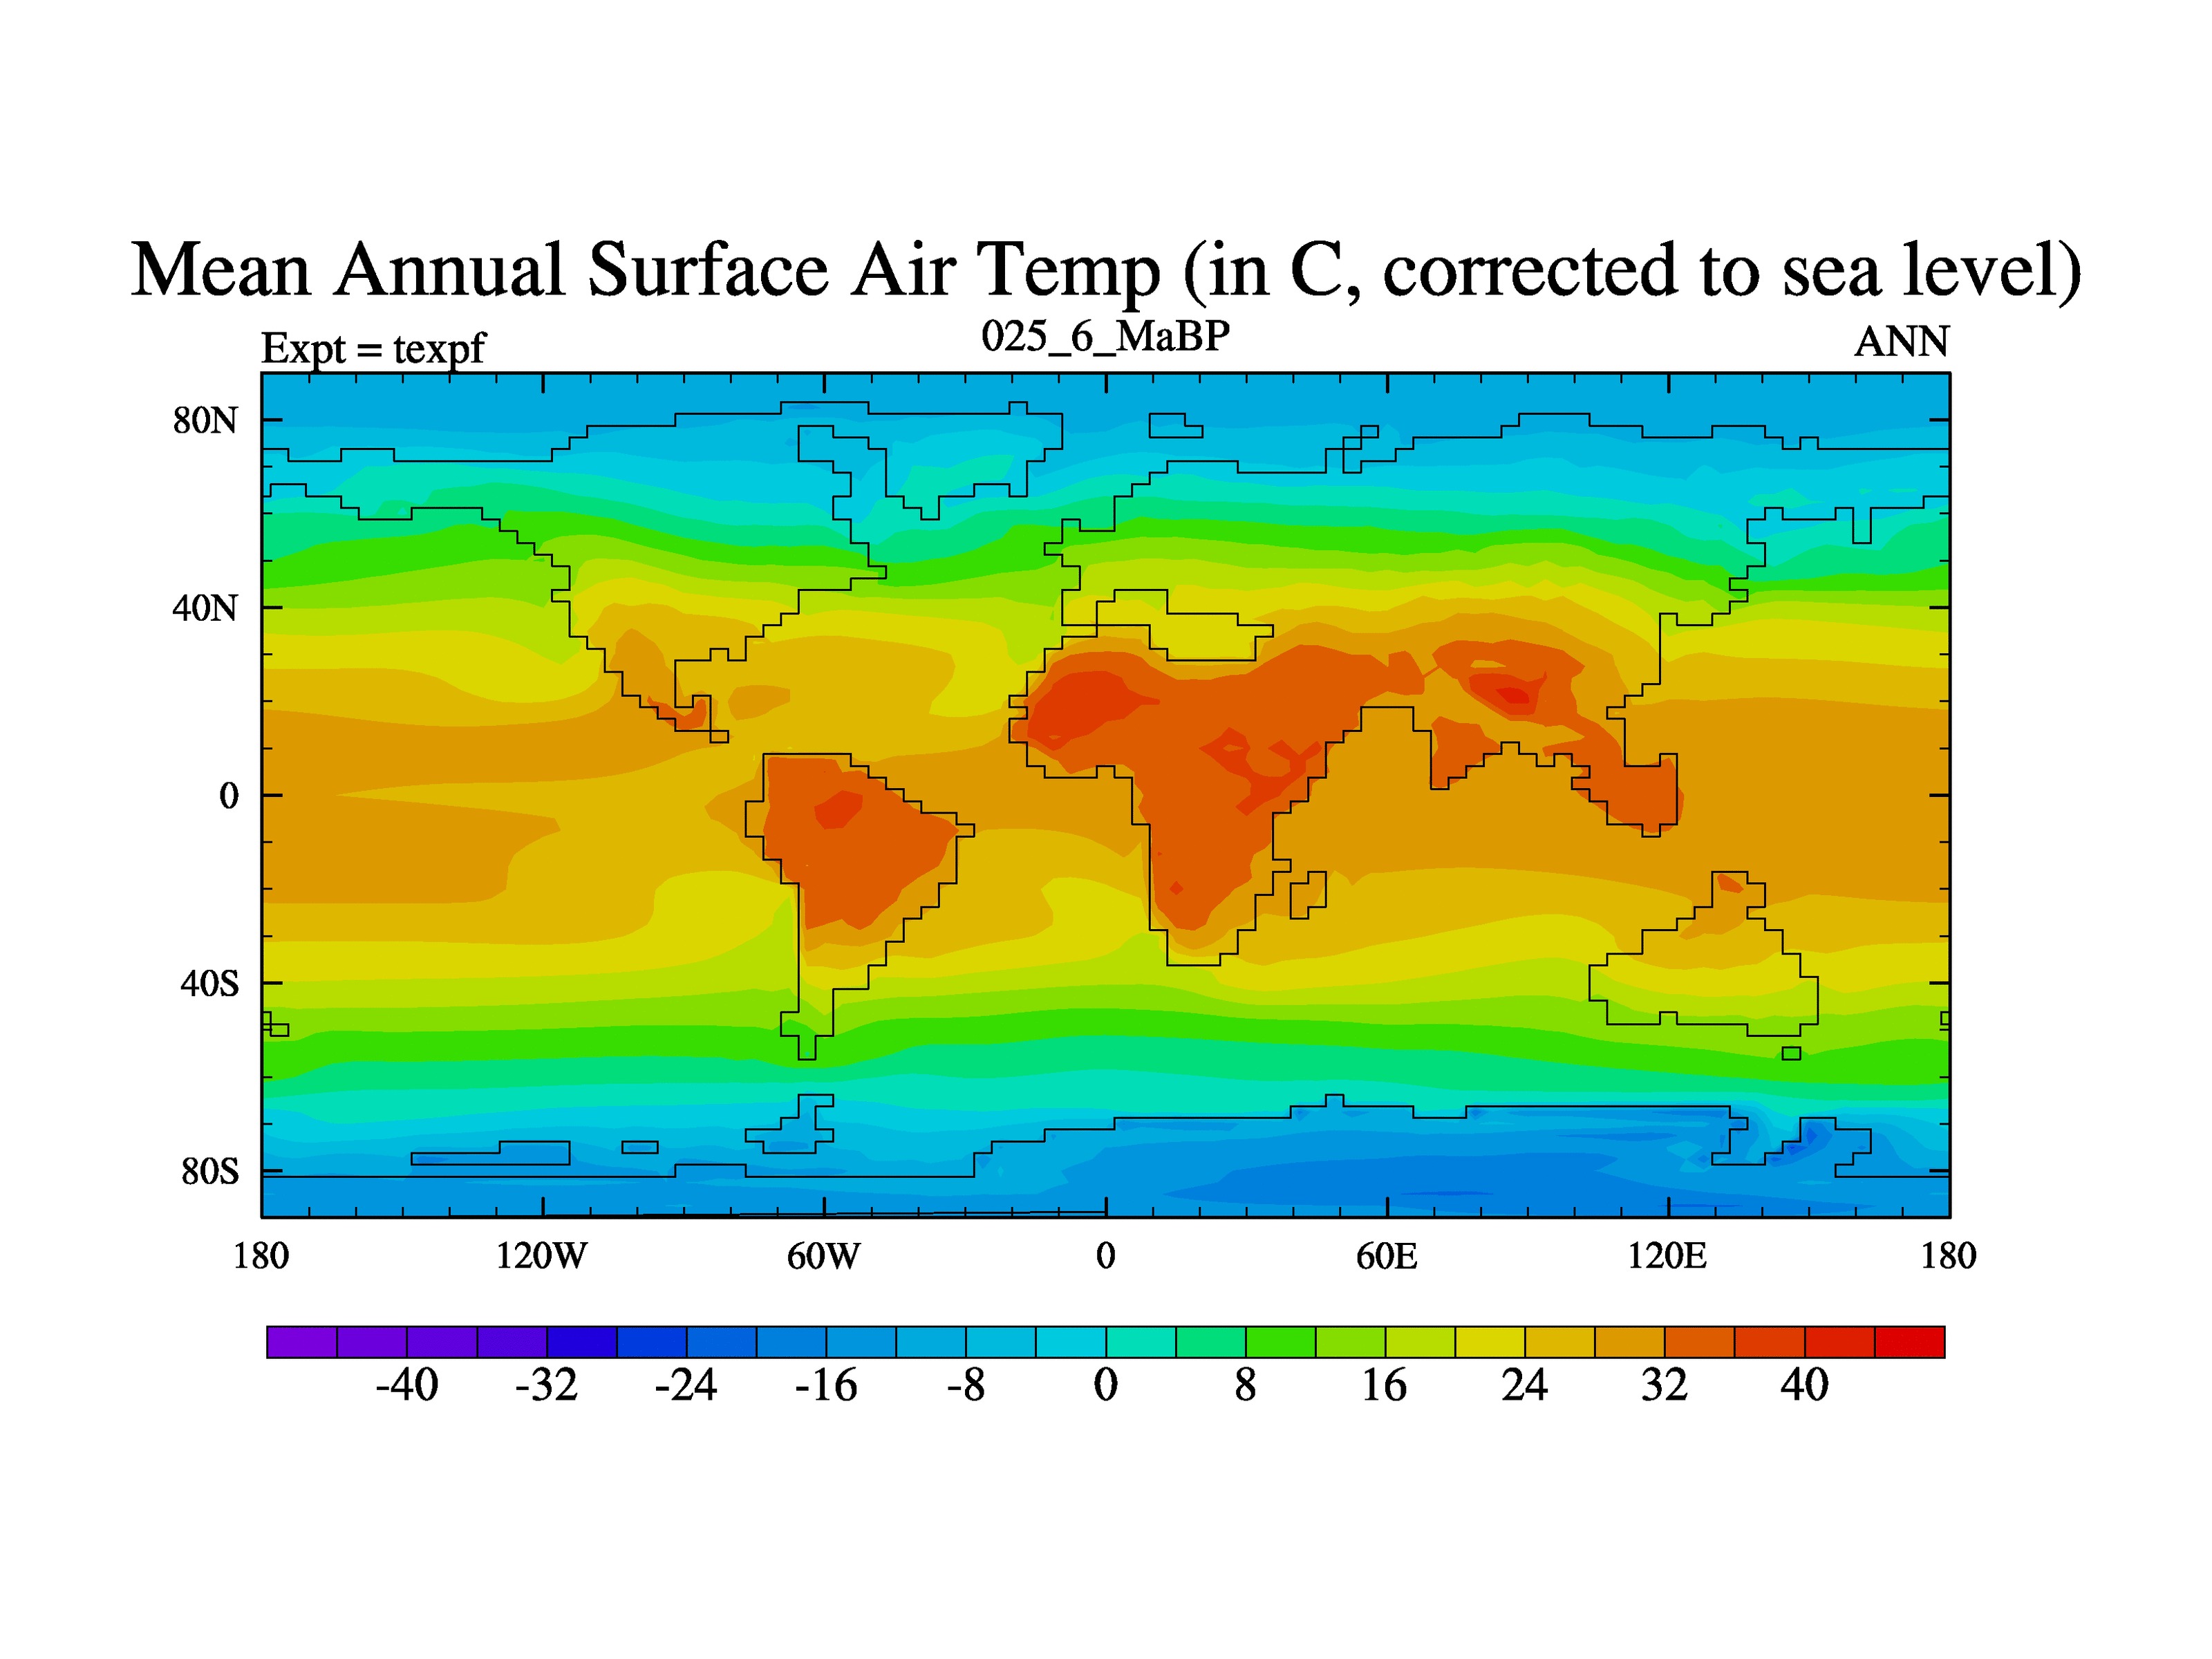 Mean Annual Surface Air Temp (in C, corrected to sea level)
Expt = texpf 025_6_MaBP ANN
80N
40N
0
40S
80S
180 120W 60W 0 60E 120E 180
-40 -32 -24 -16 -8 0 8 16 24 32 40